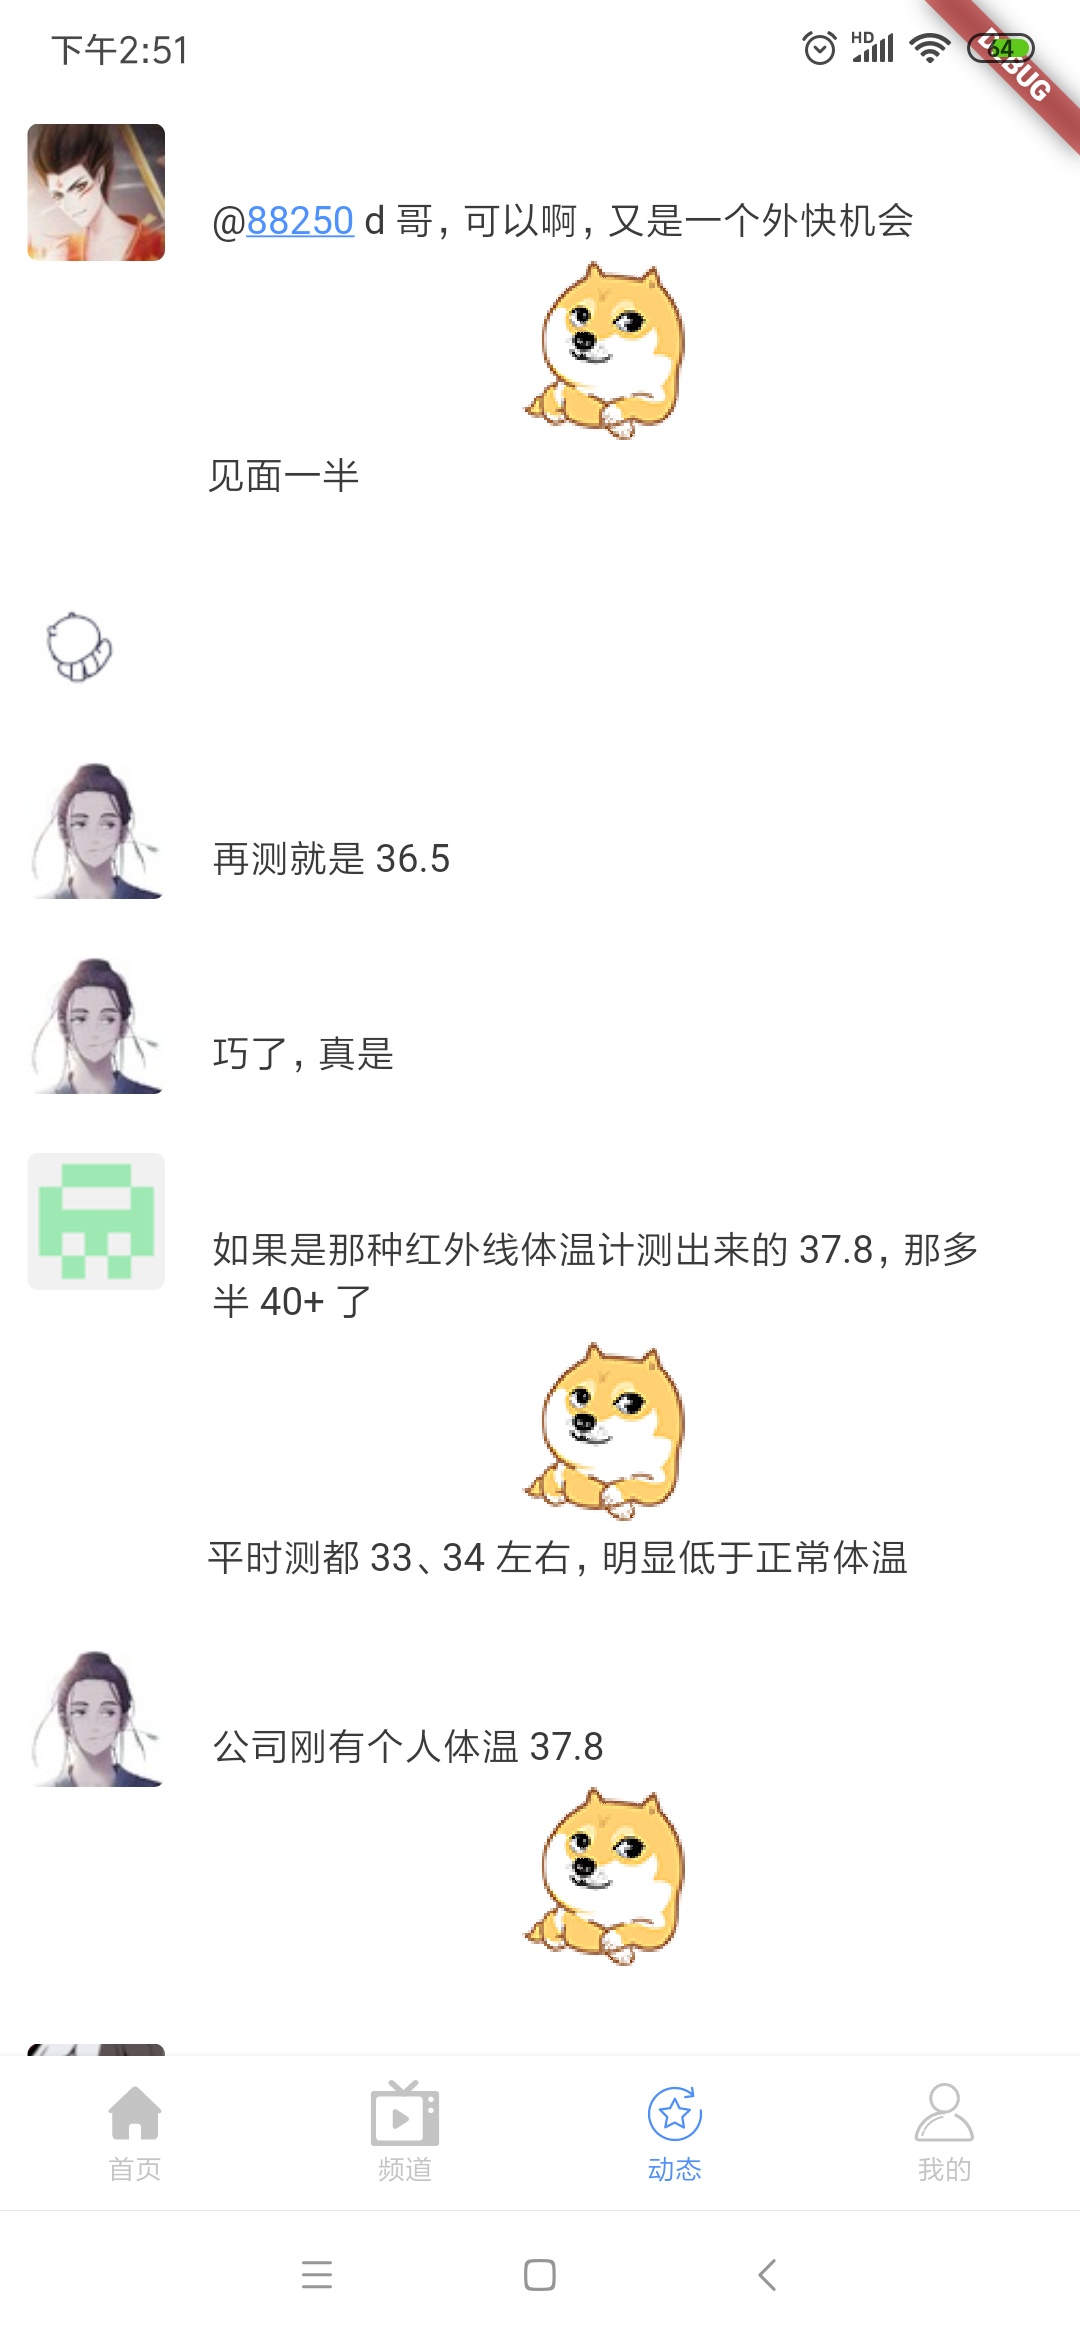 下午2:51
HD
64
DEBUG
@88250 d 哥，可以啊，又是一个外快机会
见面一半
再测就是 36.5
巧了，真是
如果是那种红外线体温计测出来的 37.8，那多
半 40+ 了
平时测都 33、34 左右，明显低于正常体温
公司刚有个人体温 37.8
首页
频道
动态
我的